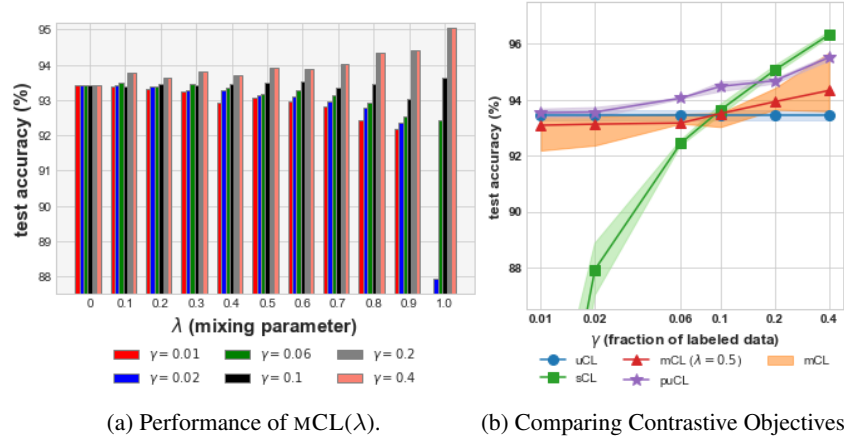 95
94
93
92
91
90
89
88
test accuracy (%)
0 0.1 0.2 0.3 0.4 0.5 0.6 0.7 0.8 0.9 1.0
λ (mixing parameter)
γ = 0.01 γ = 0.06 γ = 0.2
γ = 0.02 γ = 0.1 γ = 0.4
(a) Performance of MCL(λ).
96
94
92
90
88
test accuracy (%)
0.01 0.02 0.06 0.1 0.2 0.4
γ (fraction of labeled data)
uCL mCL (λ = 0.5) mCL
sCL puCL
(b) Comparing Contrastive Objectives